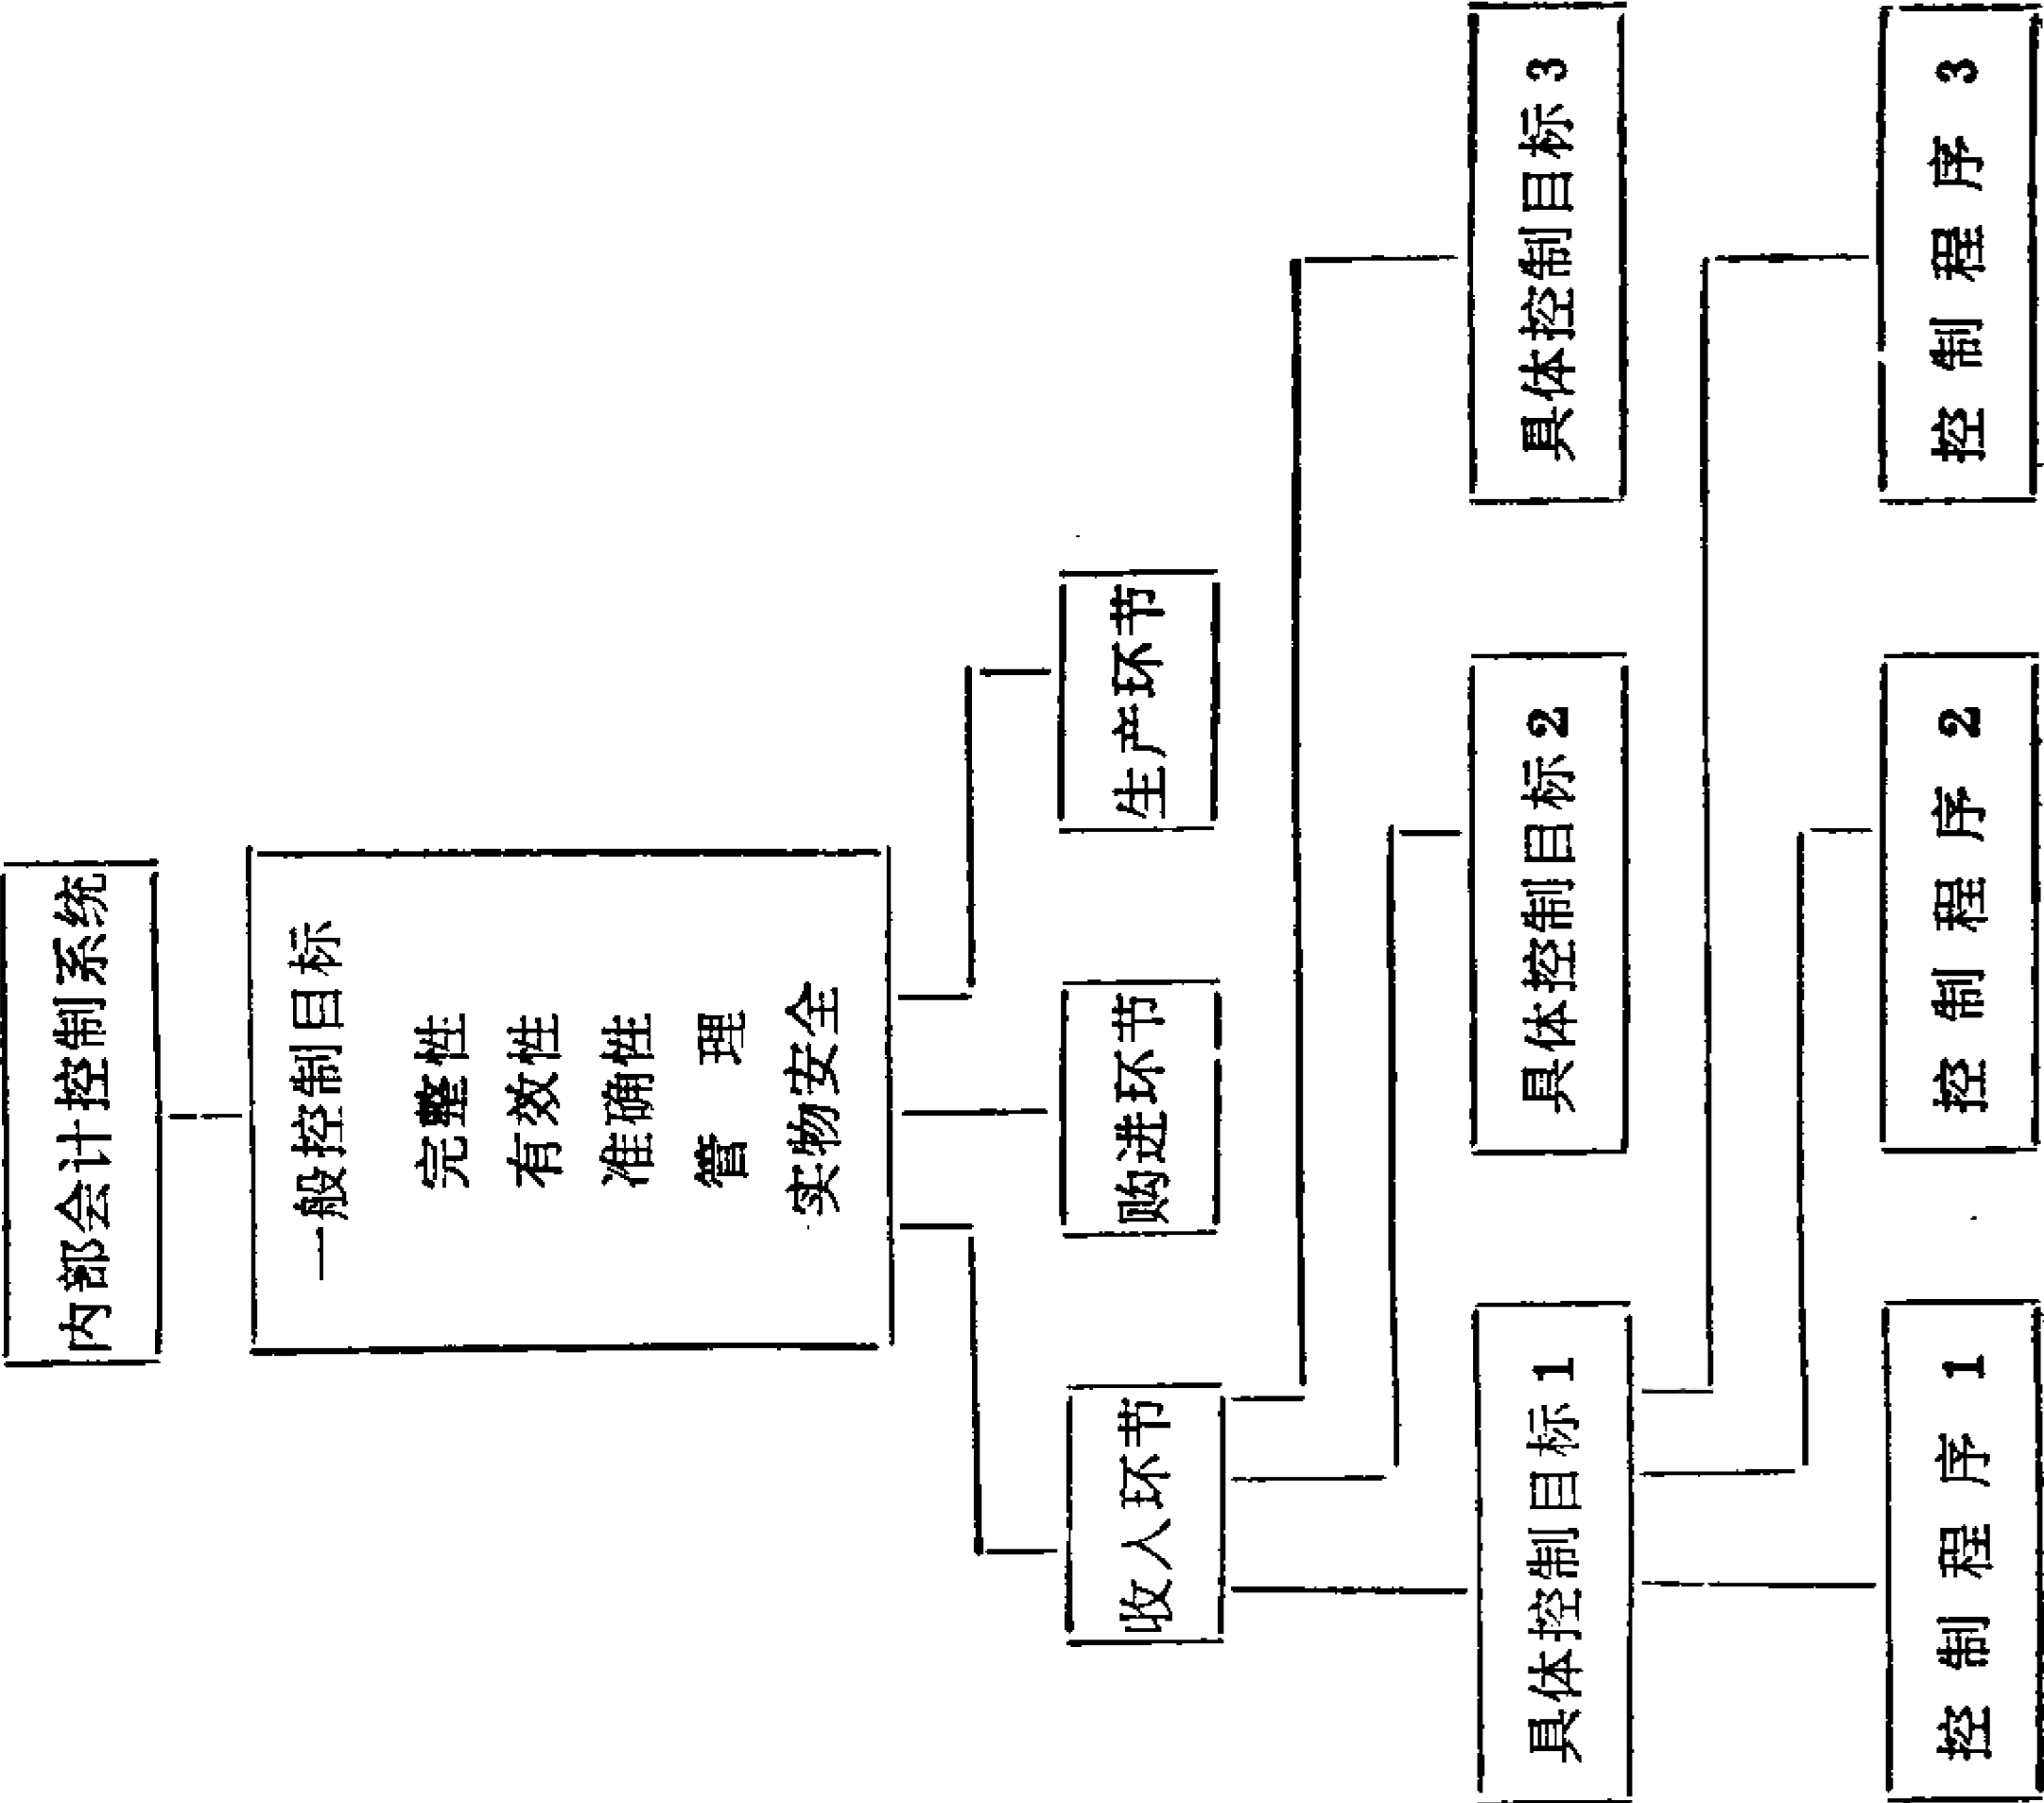 内部会计控制系统
一般控制目标
完整性
有效性
准确性
管 理
实物安全
收入环节
购进环节
生产环节
具体控制目标 1
具体控制目标 2
具体控制目标 3
控 制 程 序 1
控 制 程 序 2
控 制 程 序 3